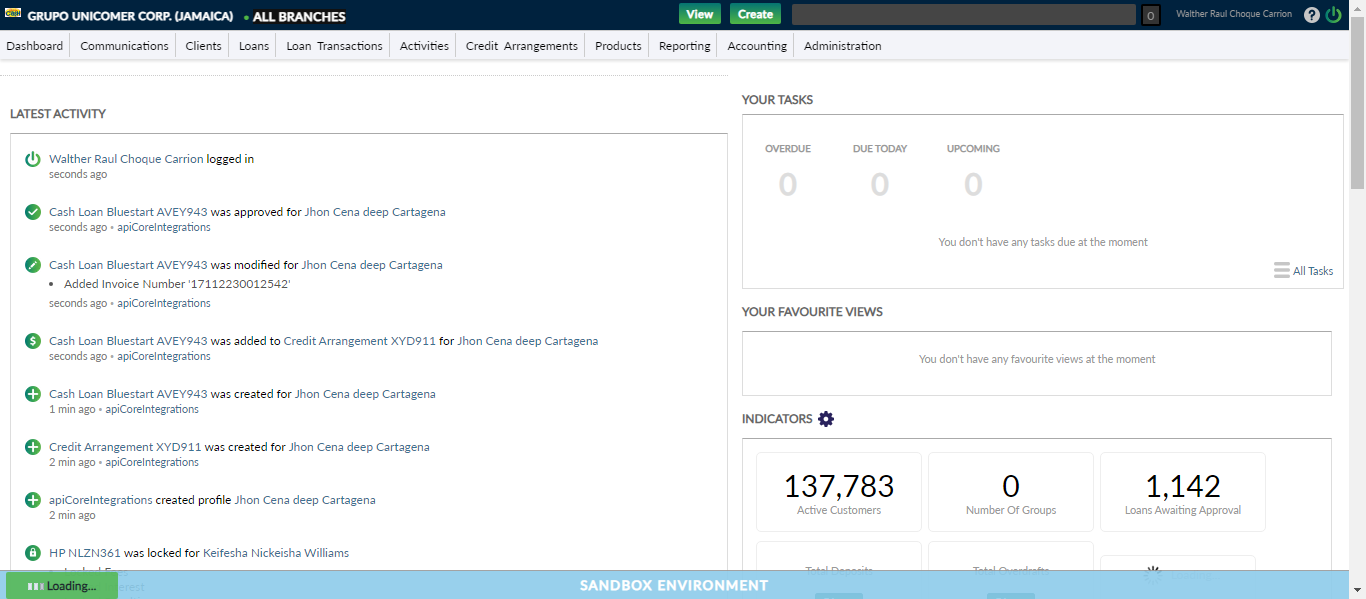 GRUPO UNICOMER CORP. (JAMAICA) • ALL BRANCHES
View Create 0 Walther Raul Choque Carrion ?
Dashboard Communications Clients Loans Loan Transactions Activities Credit Arrangements Products Reporting Accounting Administration
LATEST ACTIVITY
Walther Raul Choque Carrion logged in
seconds ago
Cash Loan Bluestart AVEY943 was approved for Jhon Cena deep Cartagena
seconds ago • apiCoreIntegrations
Cash Loan Bluestart AVEY943 was modified for Jhon Cena deep Cartagena
• Added Invoice Number '17112230012542'
seconds ago • apiCoreIntegrations
Cash Loan Bluestart AVEY943 was added to Credit Arrangement XYD911 for Jhon Cena deep Cartagena
seconds ago • apiCoreIntegrations
Cash Loan Bluestart AVEY943 was created for Jhon Cena deep Cartagena
1 min ago • apiCoreIntegrations
Credit Arrangement XYD911 was created for Jhon Cena deep Cartagena
2 min ago • apiCoreIntegrations
apiCoreIntegrations created profile Jhon Cena deep Cartagena
2 min ago
HP NLZN361 was locked for Keifesha Nickeisha Williams
YOUR TASKS
OVERDUE DUE TODAY UPCOMING
0 0 0
You don't have any tasks due at the moment
All Tasks
YOUR FAVOURITE VIEWS
You don't have any favourite views at the moment
INDICATORS
137,783 0 1,142
Active Customers Number Of Groups Loans Awaiting Approval
Total Deposits Total Overdrafts
Loading... SANDBOX ENVIRONMENT